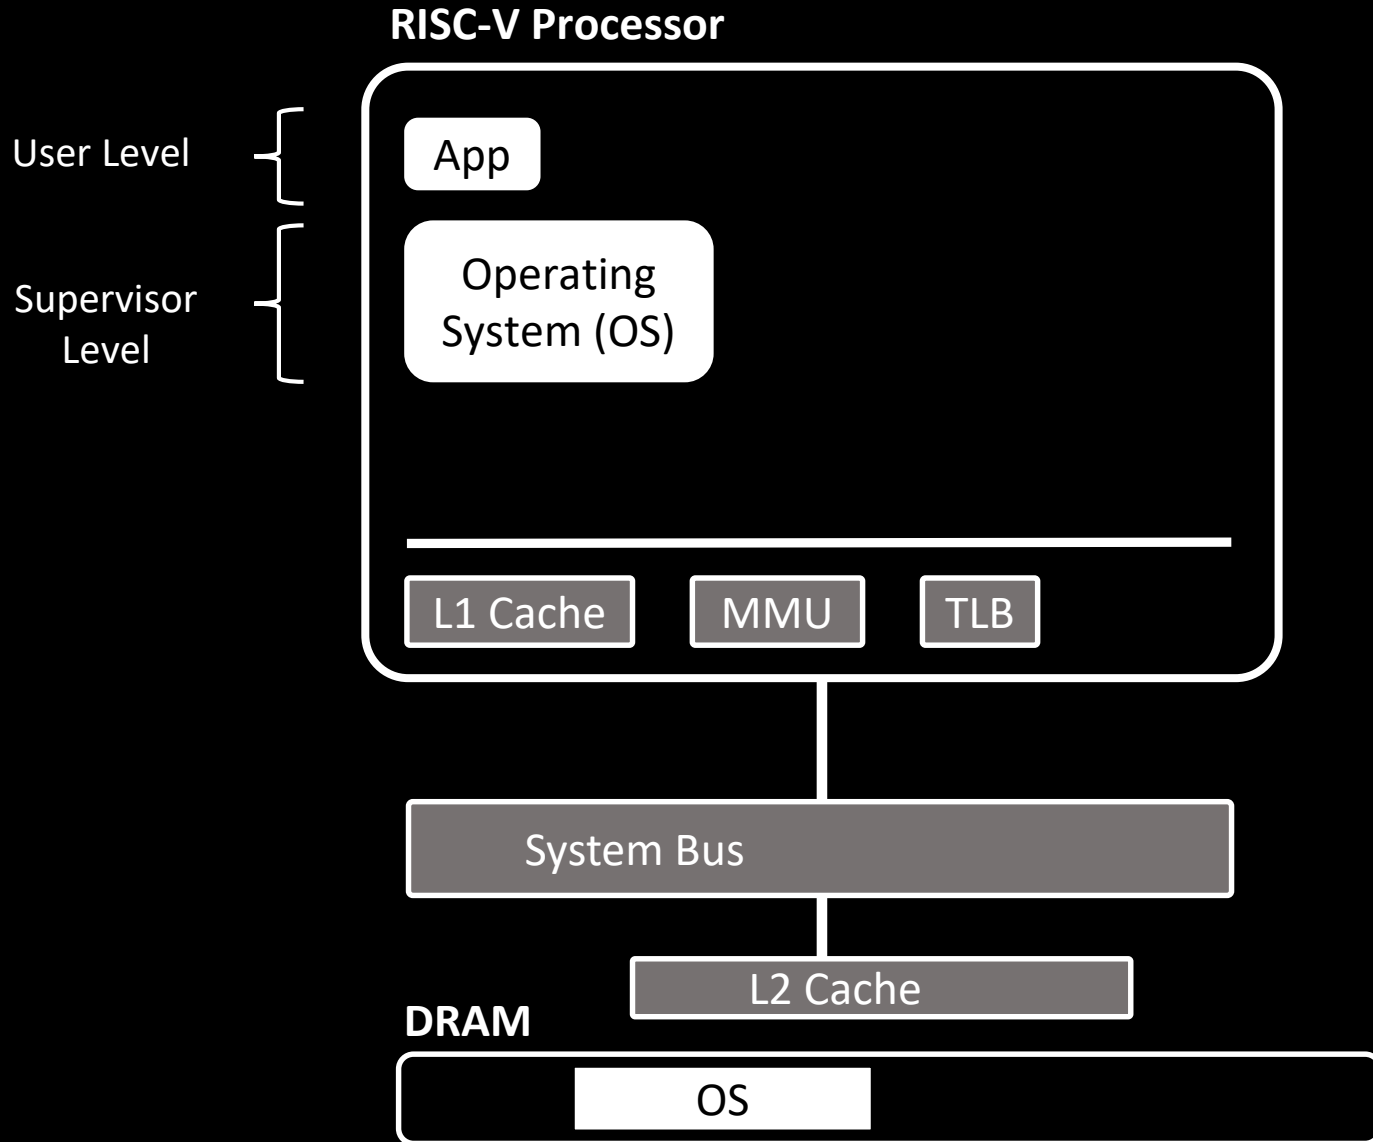 RISC-V Processor
User Level
App
Supervisor
Level
Operating
System (OS)
L1 Cache
MMU
TLB
System Bus
L2 Cache
DRAM
OS